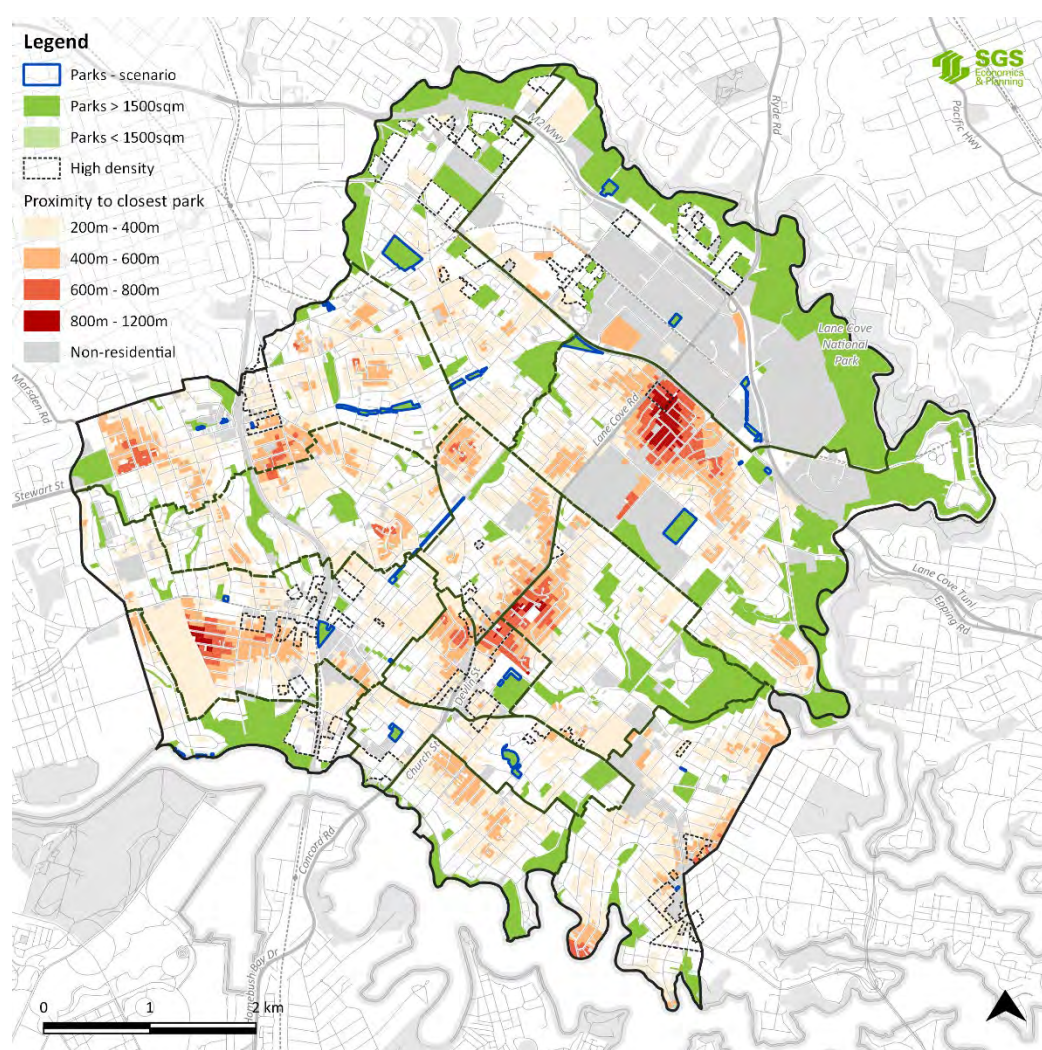 Legend
Parks - scenario
Parks > 1500sqm
Parks < 1500sqm
High density
Proximity to closest park
200m - 400m
400m - 600m
600m - 800m
800m - 1200m
Non-residential
SGS
Economics
& Planning
M2 Mwy
Ryde Rd
Pacific Hwy
Lane Cove
National
Park
Marsden Rd
Lane Cove Rd
Stewart St
Lane Cove Tunl
Epping Rd
Devlin St
Church St
Concord Rd
Homebush Bay Dr
0 1 2 km